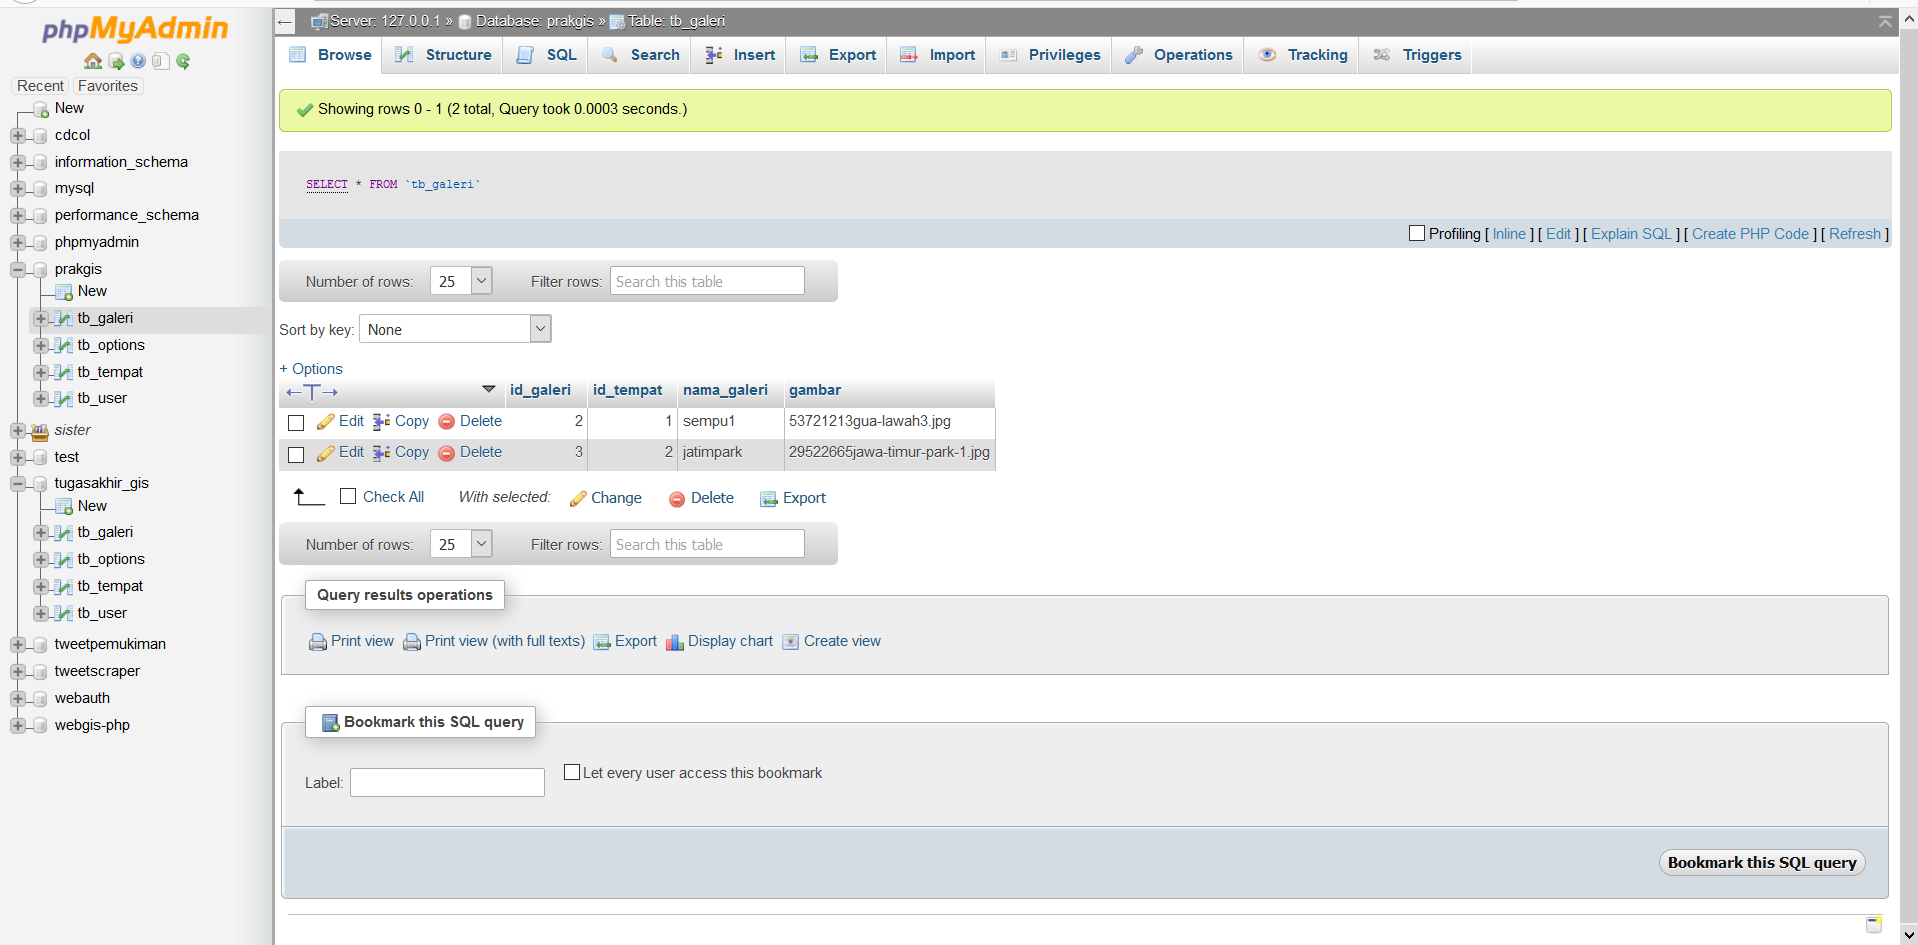 phpMyAdmin
Recent Favorites
New
cdcol
information_schema
mysql
performance_schema
phpmyadmin
prakgis
New
tb_galeri
tb_options
tb_tempat
tb_user
sister
test
tugasakhir_gis
New
tb_galeri
tb_options
tb_tempat
tb_user
tweetpemukiman
tweetscraper
webauth
webgis-php
Server: 127.0.0.1 » Database: prakgis » Table: tb_galeri
Browse Structure SQL Search Insert Export Import Privileges Operations Tracking Triggers
Showing rows 0 - 1 (2 total, Query took 0.0003 seconds.)
SELECT * FROM `tb_galeri`
Profiling [ Inline ] [ Edit ] [ Explain SQL ] [ Create PHP Code ] [ Refresh ]
Number of rows: 25 Filter rows: Search this table
Sort by key: None
+ Options
id_galeri id_tempat nama_galeri gambar
Edit Copy Delete 2 1 sempu1 53721213gua-lawah3.jpg
Edit Copy Delete 3 2 jatimpark 29522665jawa-timur-park-1.jpg
Check All With selected: Change Delete Export
Number of rows: 25 Filter rows: Search this table
Query results operations
Print view Print view (with full texts) Export Display chart Create view
Bookmark this SQL query
Label: Let every user access this bookmark
Bookmark this SQL query